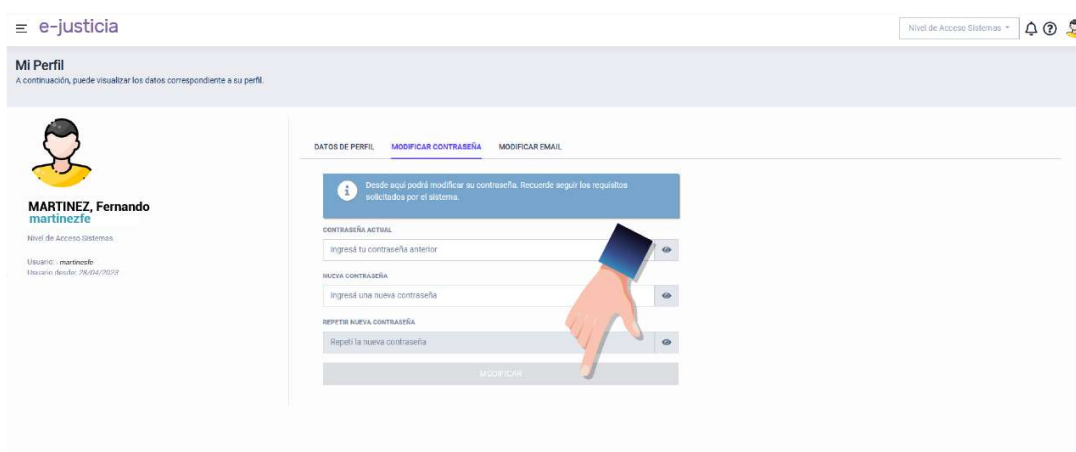 e-justicia
Nivel de Acceso Sistemas
Mi Perfil
A continuación, puede visualizar los datos correspondiente a su perfil.
DATOS DE PERFIL MODIFICAR CONTRASEÑA MODIFICAR EMAIL
Desde aquí podrá modificar su contraseña. Recuerde seguir los requisitos
solicitados por el sistema.
MARTINEZ, Fernando
martinezfe
Nivel de Acceso Sistemas
Usuario: martinesfe
Usuario desde: 28/04/2023
CONTRASEÑA ACTUAL
Ingresá tu contraseña anterior
NUEVA CONTRASEÑA
Ingresá una nueva contraseña
REPETIR NUEVA CONTRASEÑA
Repetí la nueva contraseña
MODIFICAR